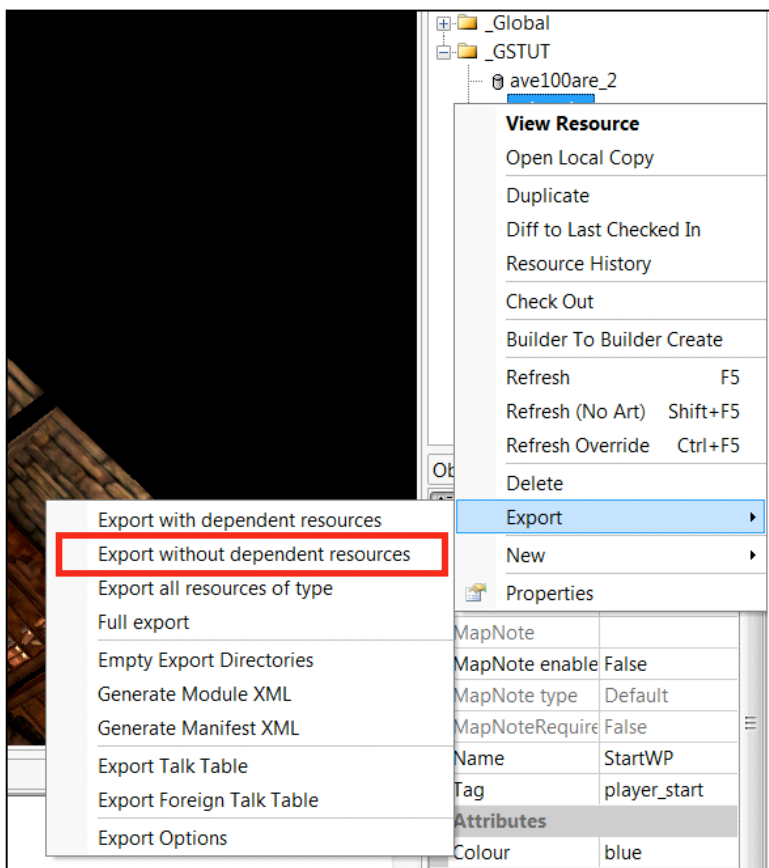 _Global
_GSTUT
ave100are_2
View Resource
Open Local Copy
Duplicate
Diff to Last Checked In
Resource History
Check Out
Builder To Builder Create
Refresh F5
Refresh (No Art) Shift+F5
Refresh Override Ctrl+F5
Delete
Export
New
Properties
Export with dependent resources
Export without dependent resources
Export all resources of type
Full export
Empty Export Directories
Generate Module XML
Generate Manifest XML
Export Talk Table
Export Foreign Talk Table
Export Options
MapNote
MapNote enable False
MapNote type Default
MapNoteRequire False
Name StartWP
Tag player_start
Attributes
Colour blue